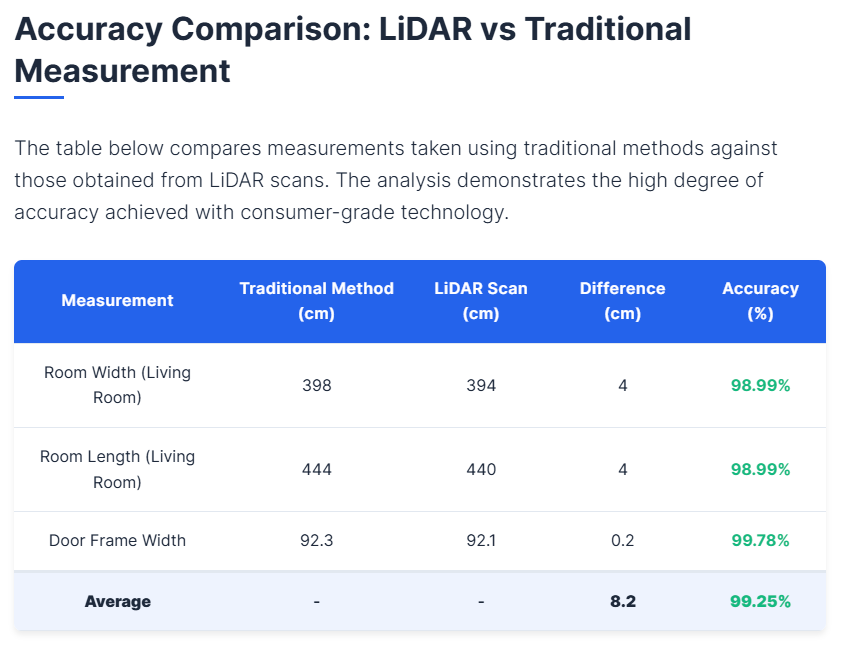 Accuracy Comparison: LiDAR vs Traditional
Measurement
The table below compares measurements taken using traditional methods against
those obtained from LiDAR scans. The analysis demonstrates the high degree of
accuracy achieved with consumer-grade technology.
Measurement Traditional Method (cm) LiDAR Scan (cm) Difference (cm) Accuracy (%)
Room Width (Living Room) 398 394 4 98.99%
Room Length (Living Room) 444 440 4 98.99%
Door Frame Width 92.3 92.1 0.2 99.78%
Average - - 8.2 99.25%